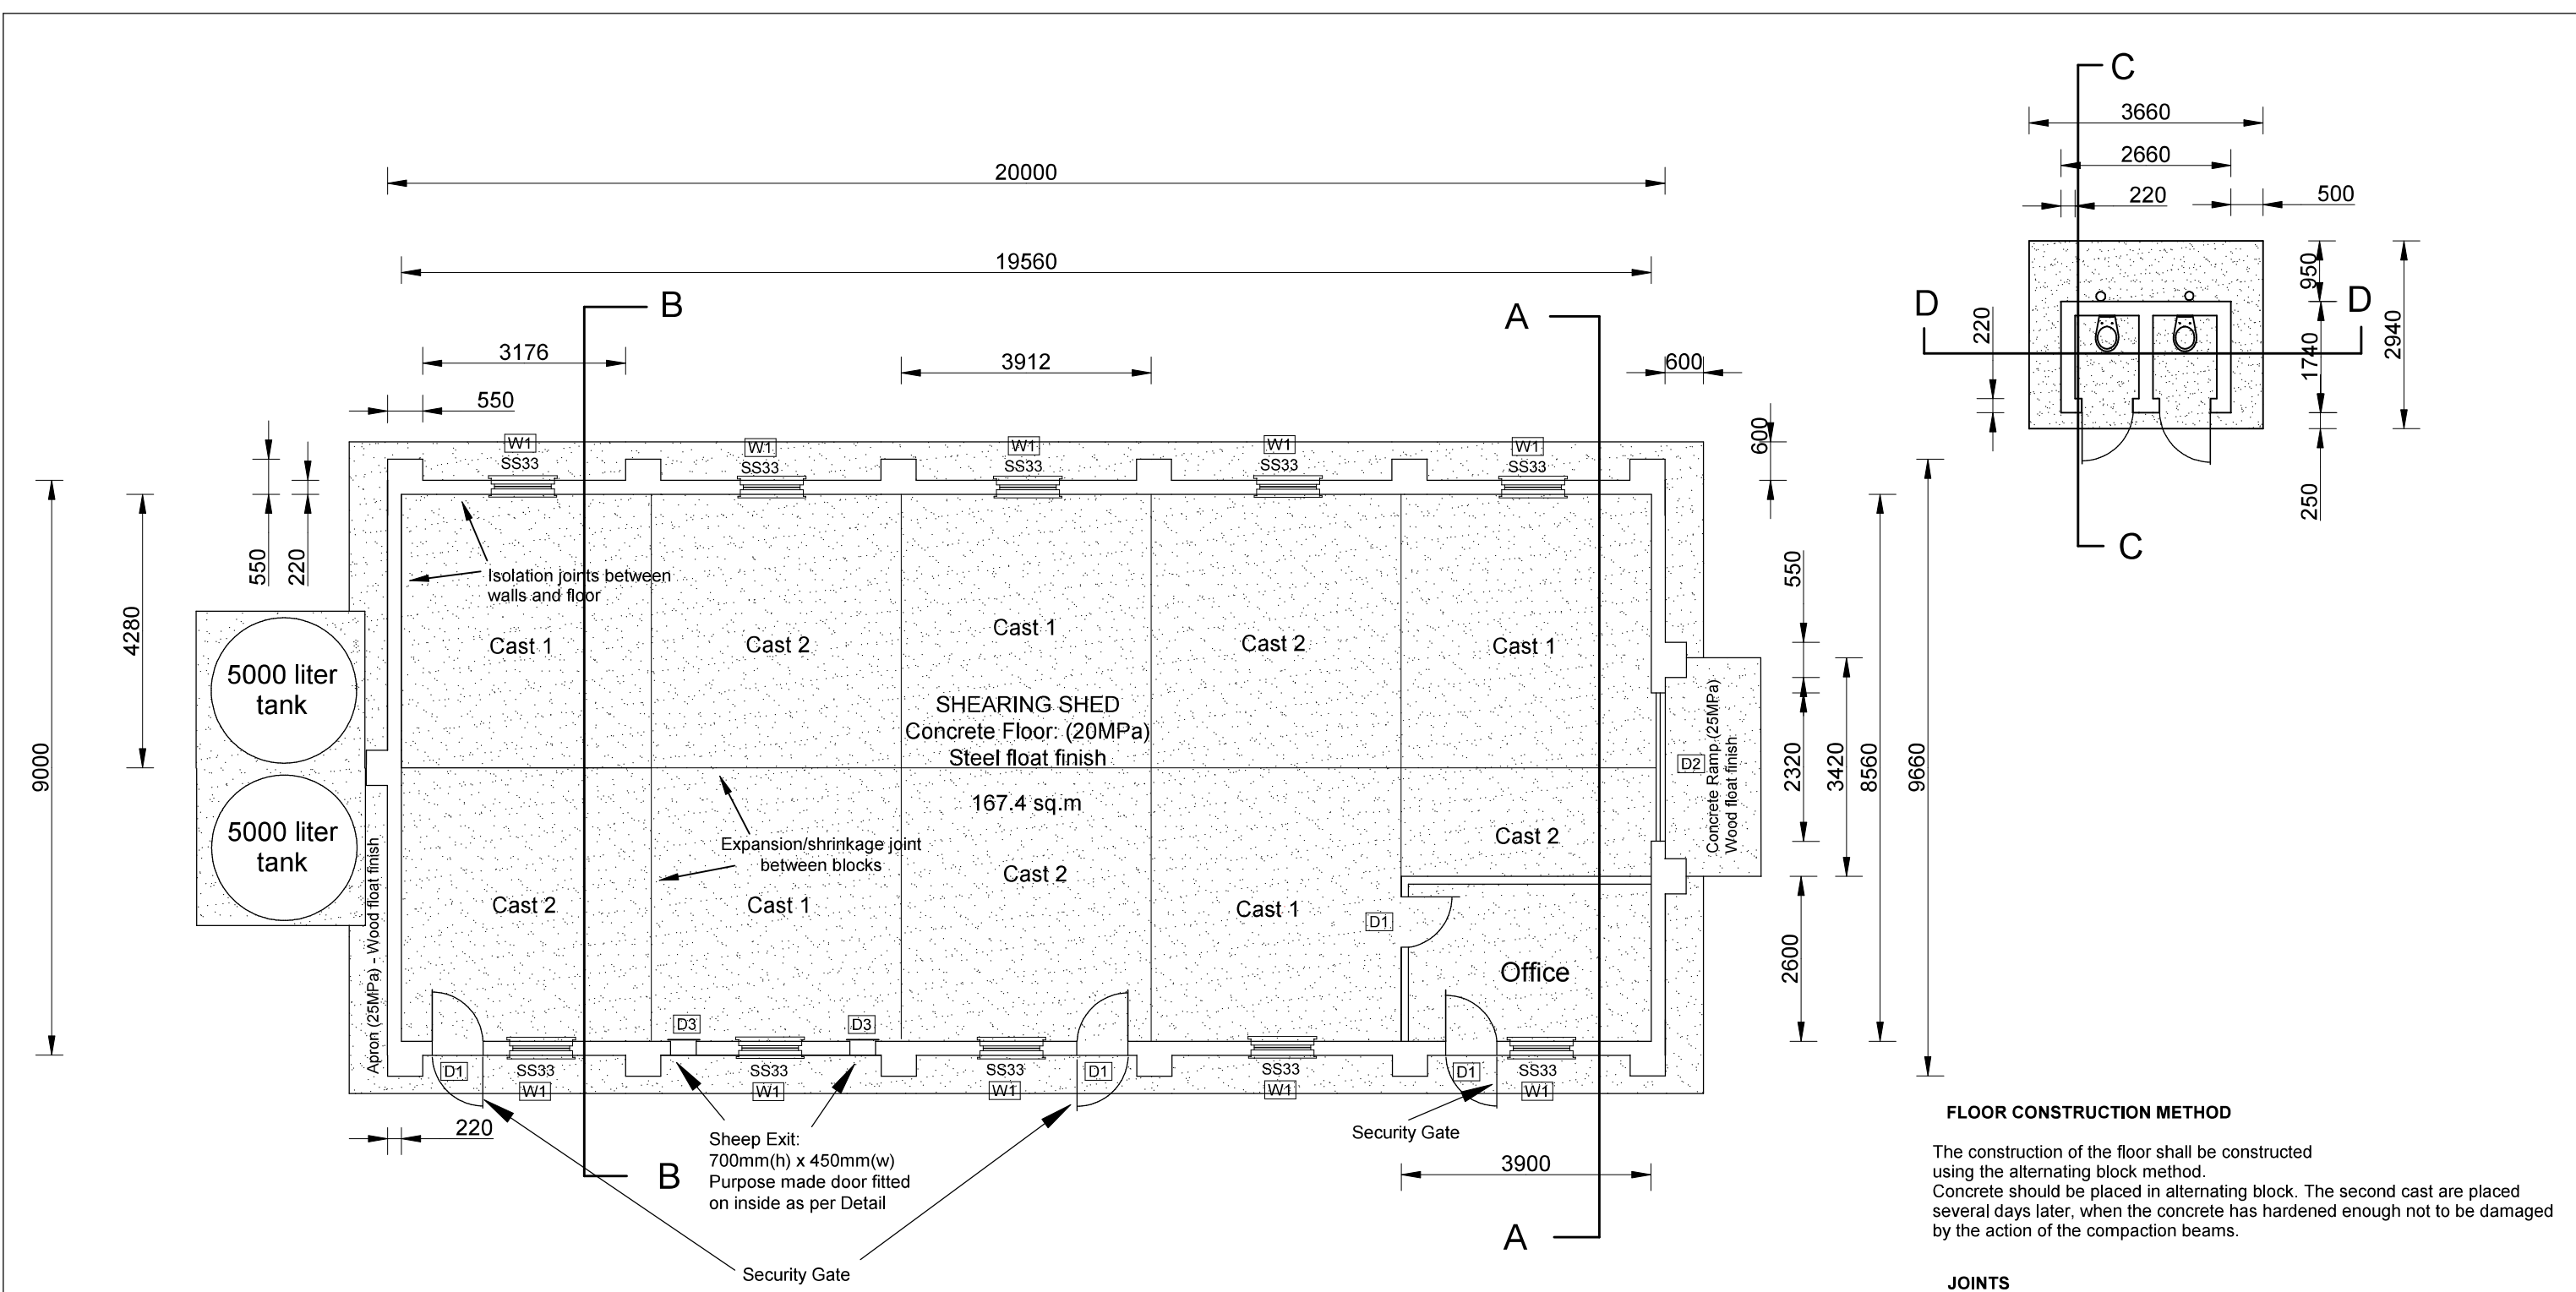 C
3660
2660
220
500
950
D
D
220
1740
2940
250
C
20000
19560
B
A
3176
3912
600
550
600
W1
SS33
W1
SS33
W1
SS33
W1
SS33
W1
SS33
550
220
4280
9000
Isolation joints between
walls and floor
Cast 1
Cast 2
Cast 1
Cast 2
Cast 1
5000 liter
tank
5000 liter
tank
SHEARING SHED
Concrete Floor: (20MPa)
Steel float finish
167.4 sq.m
Expansion/shrinkage joint
between blocks
Cast 2
Cast 1
Cast 2
Cast 1
Cast 2
D1
Office
D2
Concrete Ramp (25MPa)
Wood float finish
550
2320
3420
8560
9660
2600
Apron (25MPa) - Wood float finish
D3
D3
D1
SS33
W1
SS33
W1
SS33
W1
D1
SS33
W1
D1
SS33
W1
220
B
Sheep Exit:
700mm(h) x 450mm(w)
Purpose made door fitted
on inside as per Detail
Security Gate
3900
A
Security Gate
FLOOR CONSTRUCTION METHOD
The construction of the floor shall be constructed
using the alternating block method.
Concrete should be placed in alternating block. The second cast are placed
several days later, when the concrete has hardened enough not to be damaged
by the action of the compaction beams.
JOINTS